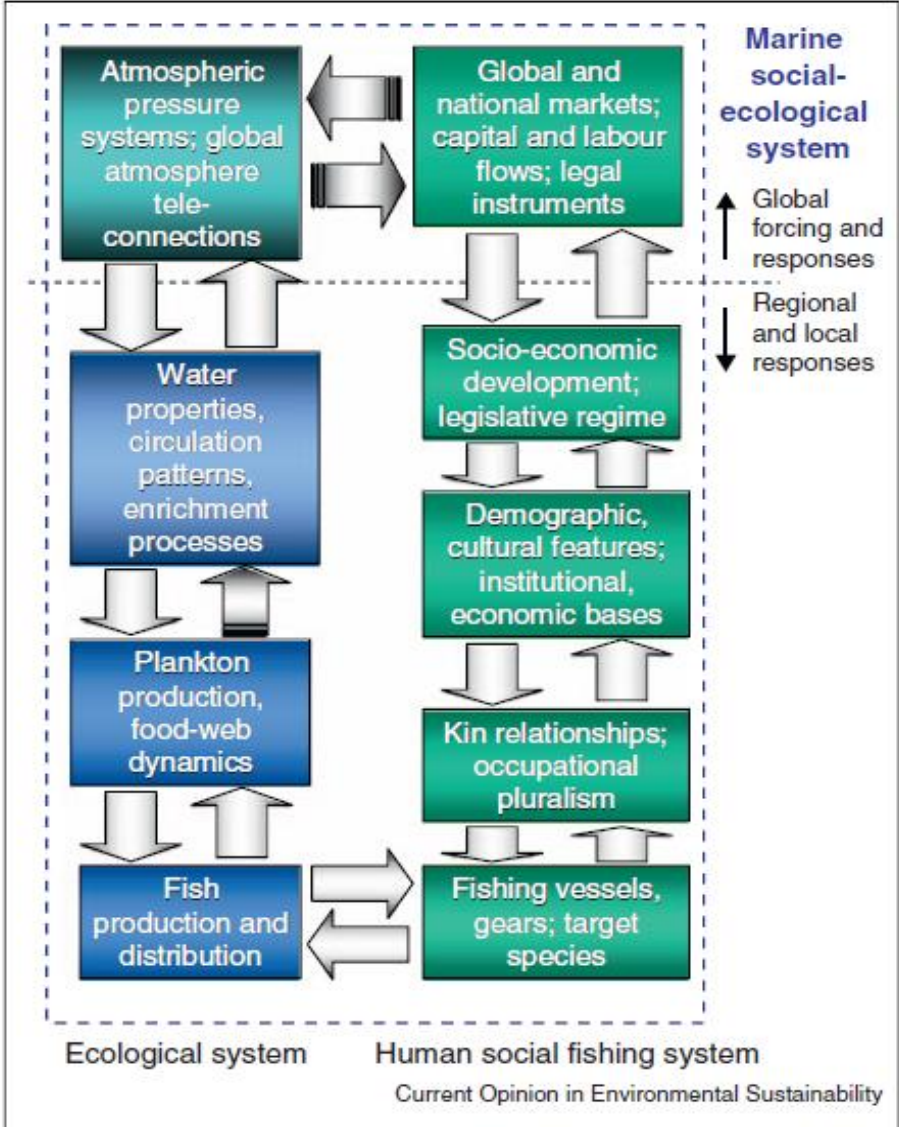 Atmospheric
pressure
systems; global
atmosphere
tele-
connections
Global and
national markets;
capital and labour
flows; legal
instruments
Marine
social-
ecological
system
Global
forcing and
responses
Regional
and local
responses
Water
properties,
circulation
patterns,
enrichment
processes
Socio-economic
development;
legislative regime
Demographic,
cultural features;
institutional,
economic bases
Plankton
production,
food-web
dynamics
Kin relationships;
occupational
pluralism
Fish
production and
distribution
Fishing vessels,
gears; target
species
Ecological system
Human social fishing system
Current Opinion in Environmental Sustainability